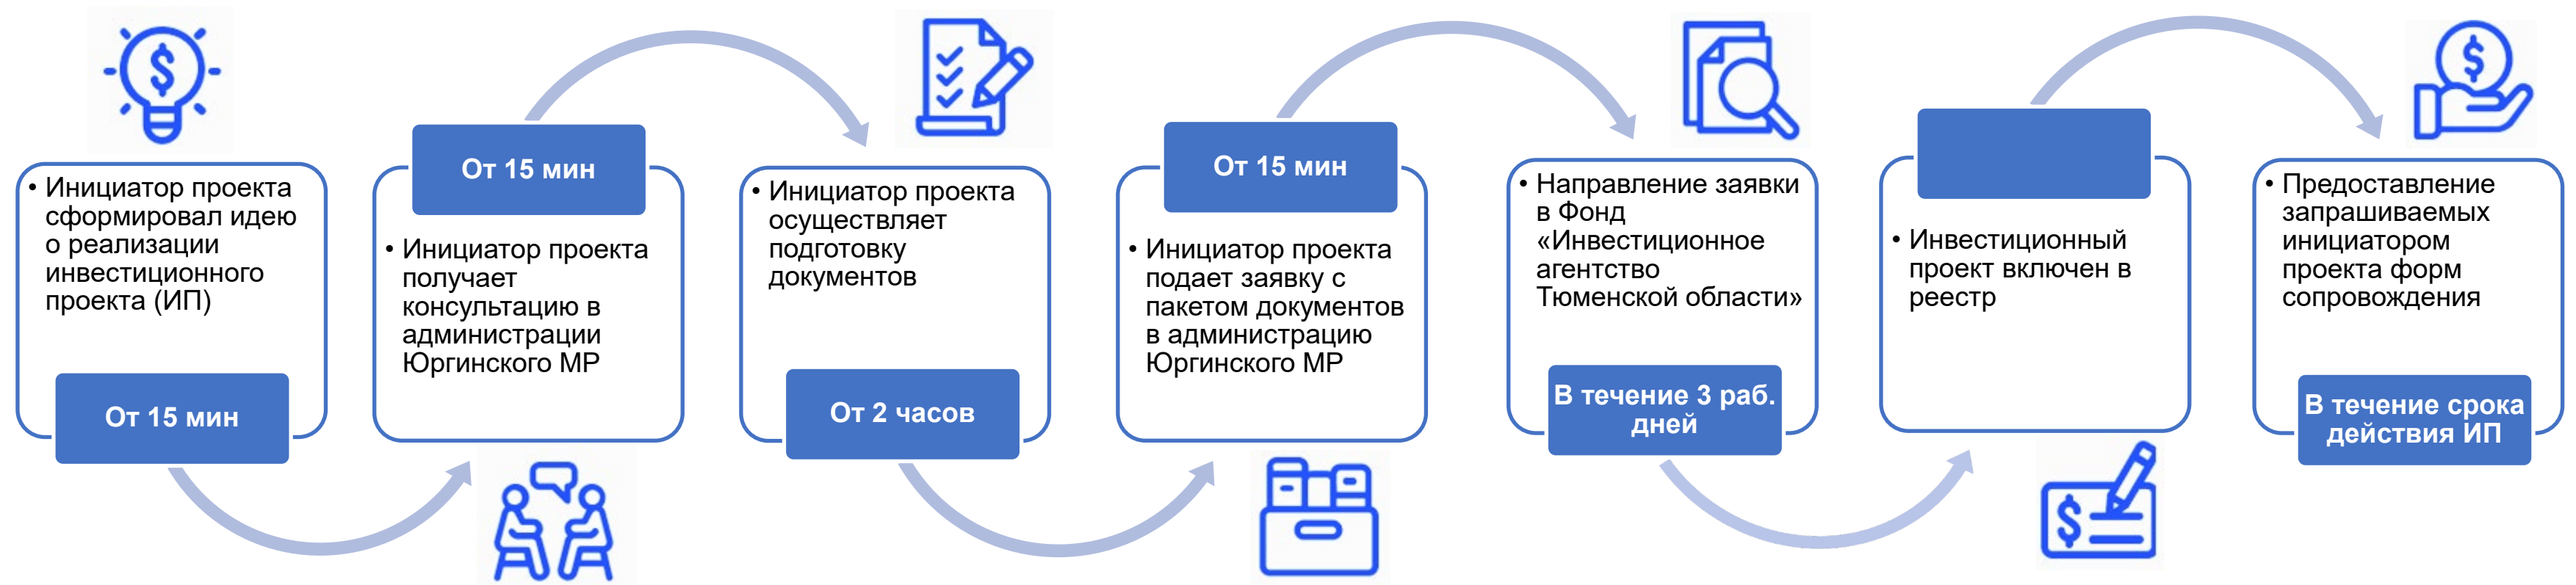 • Инициатор проекта
сформировал идею
о реализации
инвестиционного
проекта (ИП)
От 15 мин
От 15 мин
• Инициатор проекта
получает
консультацию в
администрации
Юргинского МР
• Инициатор проекта
осуществляет
подготовку
документов
От 2 часов
От 15 мин
• Инициатор проекта
подает заявку с
пакетом документов
в администрацию
Юргинского МР
• Направление заявки
в Фонд
«Инвестиционное
агентство
Тюменской области»
В течение 3 раб.
дней
• Инвестиционный
проект включен в
реестр
• Предоставление
запрашиваемых
инициатором
проекта форм
сопровождения
В течение срока
действия ИП